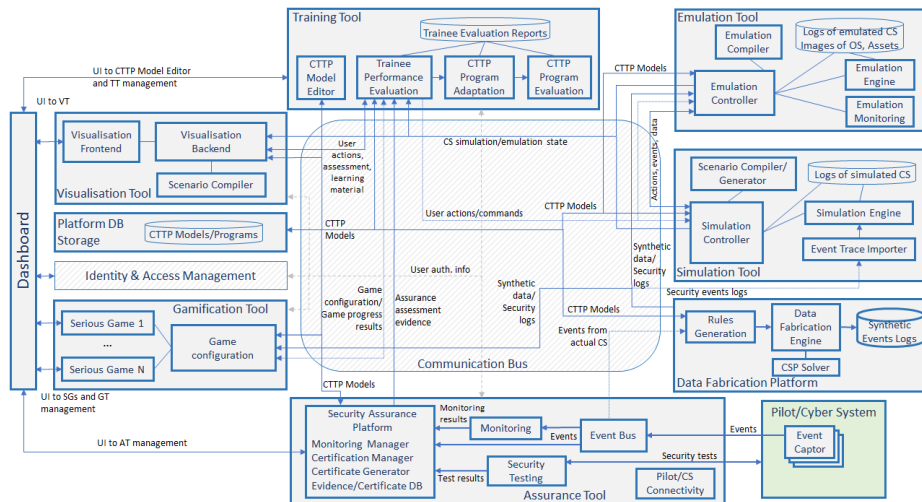 Training Tool
Trainee Evaluation Reports
CTTP
Model
Editor
Trainee
Performance
Evaluation
CTTP
Program
Adaptation
CTTP
Program
Evaluation
Emulation Tool
Emulation
Compiler
Logs of emulated CS
Images of OS, Assets
Emulation
Controller
Emulation
Engine
Emulation
Monitoring
UI to CTTP Model Editor
and TT management
UI to VT
CTTP Models
Dashboard
Visualisation
Frontend
Visualisation
Backend
Scenario Compiler
Visualisation Tool
User
actions,
assessment,
learning
material
CS simulation/emulation state
Actions, events, data
Scenario Compiler/
Generator
Logs of simulated CS
Simulation
Controller
Simulation Engine
Event Trace Importer
Simulation Tool
Platform DB
Storage
CTTP Models/Programs
CTTP
Models
User actions/commands
CTTP Models
Identity & Access Management
User auth. info
Synthetic
data/
Security
logs
Security events logs
Gamification Tool
Serious Game 1
...
Serious Game N
Game
configuration
Game
configuration/
Game progress
results
Assurance
assessment
evidence
Synthetic
data/
Security
logs
CTTP Models
Events from
actual CS
Communication Bus
Rules
Generation
Data
Fabrication
Engine
Synthetic
Events Logs
CSP Solver
Data Fabrication Platform
UI to SGs and GT
management
CTTP Models
UI to AT management
Security Assurance
Platform
Monitoring Manager
Certification Manager
Certificate Generator
Evidence/Certificate DB
Monitoring
results
Monitoring
Event Bus
Events
Security
Testing
Test results
Pilot/CS
Connectivity
Assurance Tool
Events
Security tests
Pilot/Cyber System
Event
Captor